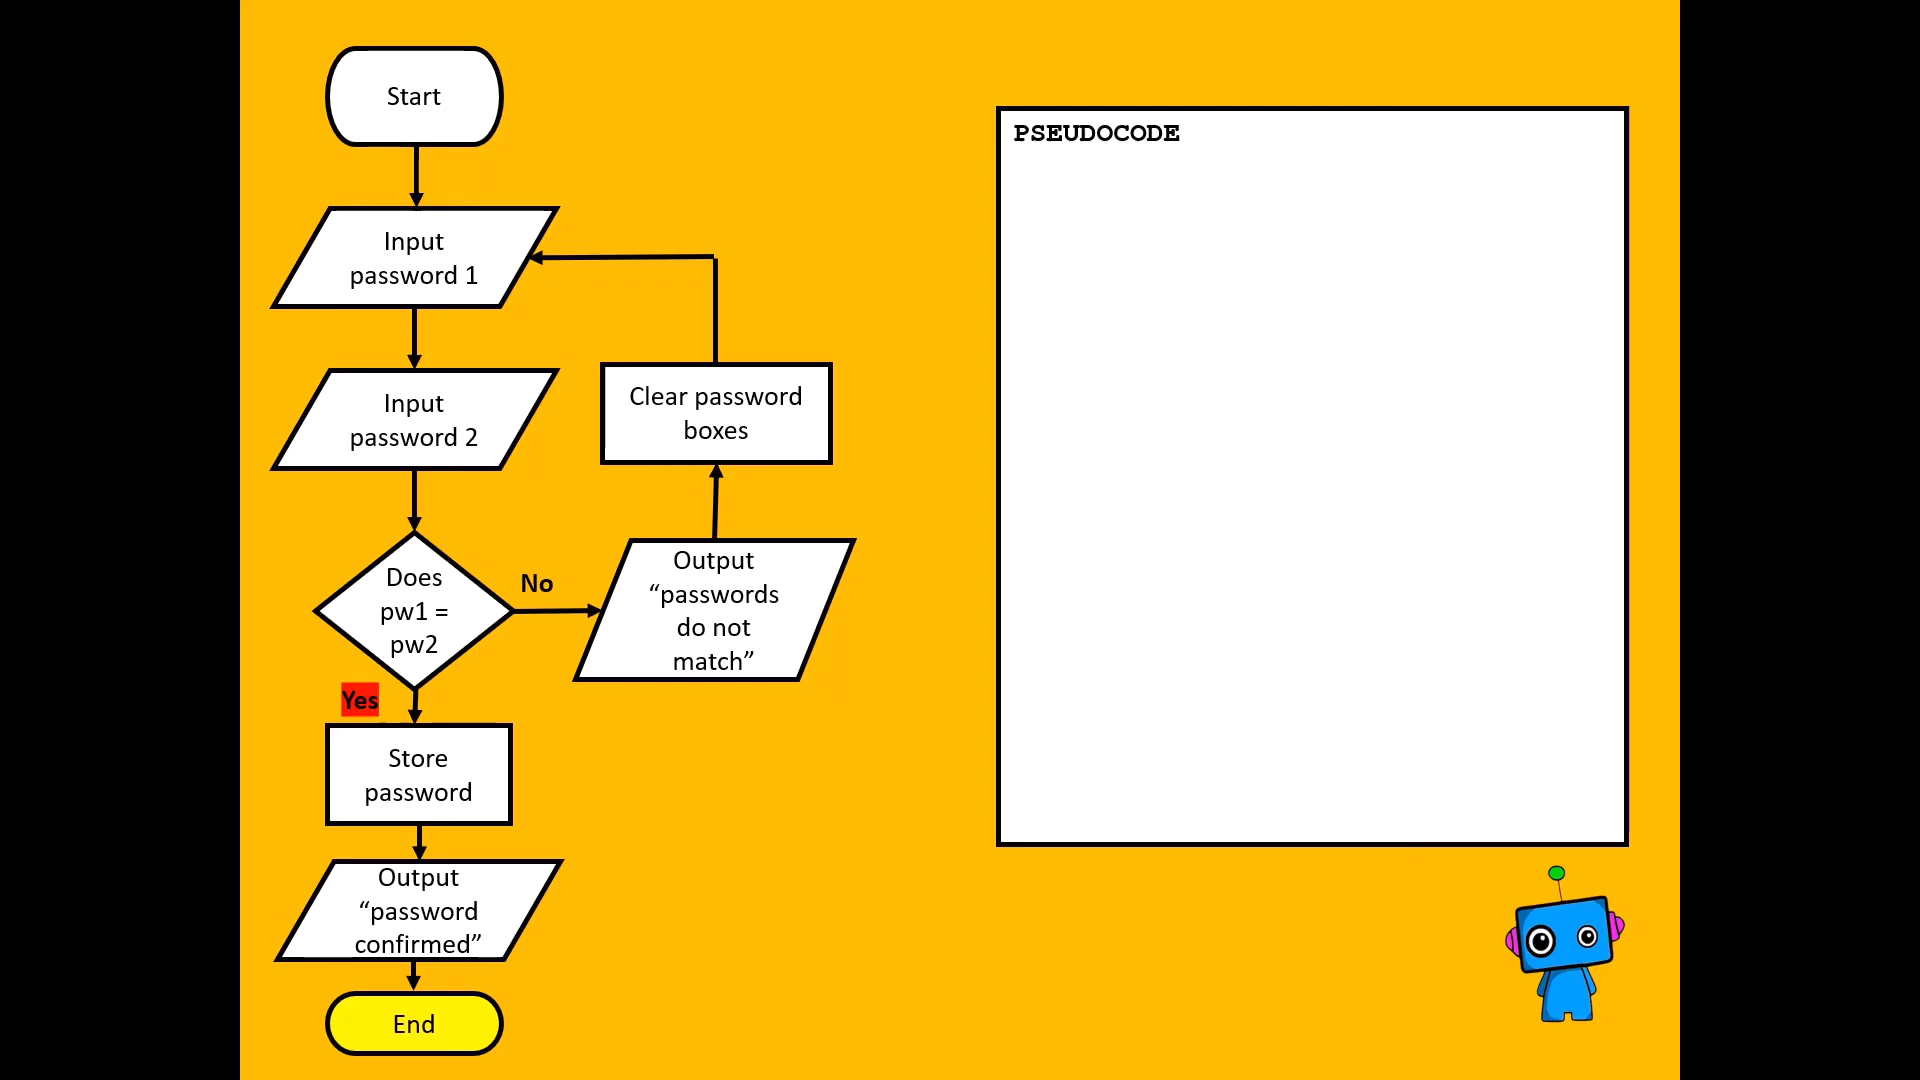 Start
Input
password 1
Input
password 2
Does
pw1 =
pw2
No
Output
“passwords
do not
match”
Clear password
boxes
Yes
Store
password
Output
“password
confirmed”
End
PSEUDOCODE